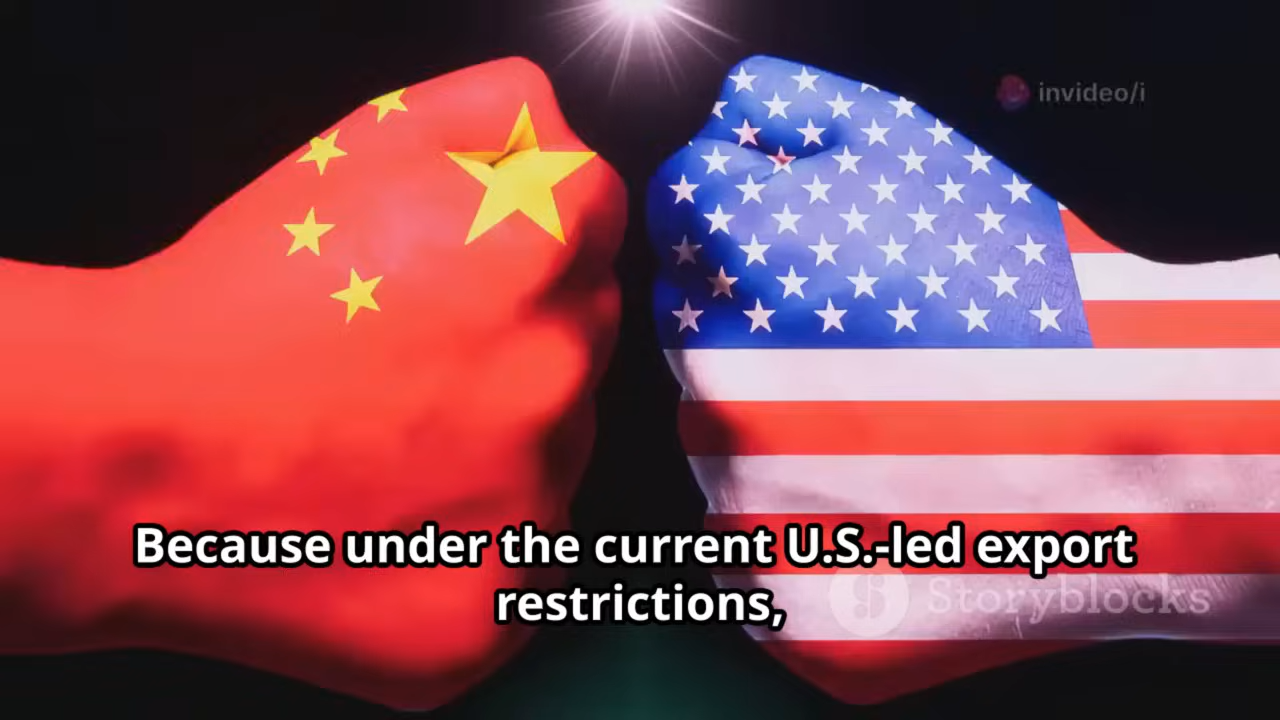 invideo/i
Because under the current U.S.-led export
restrictions,
Storyblocks